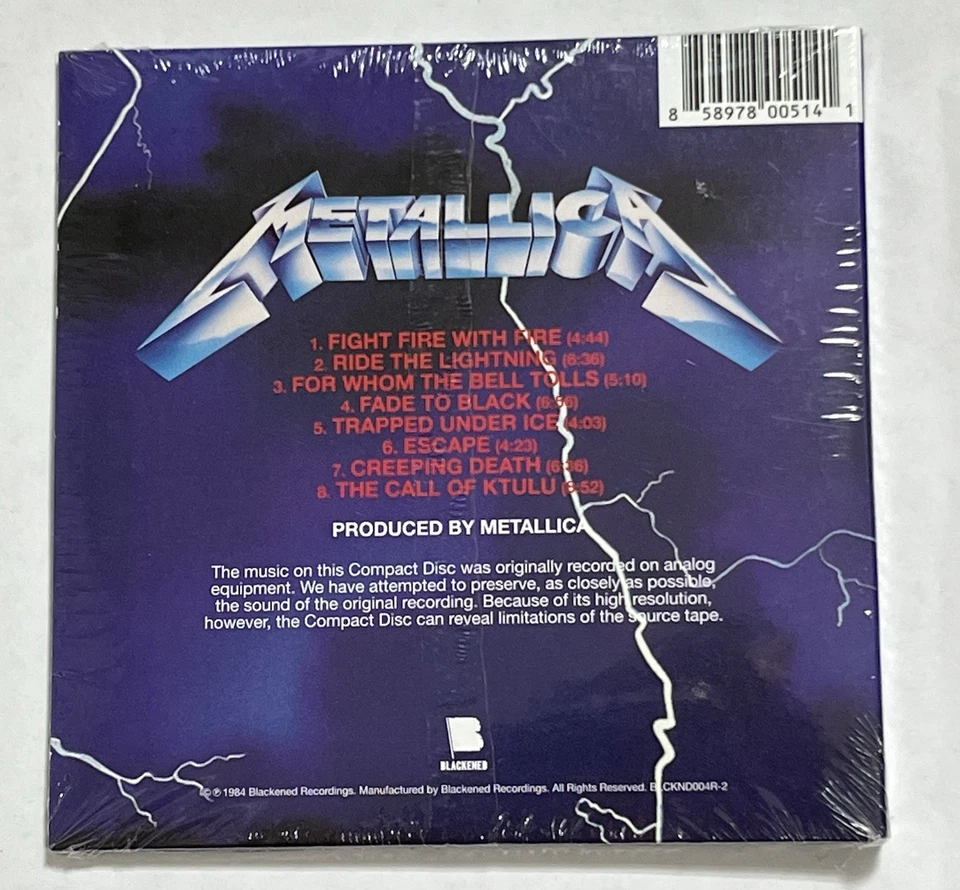 8 58978 00514 1
METALLICA
1. FIGHT FIRE WITH FIRE (4:44)
2. RIDE THE LIGHTNING (6:36)
3. FOR WHOM THE BELL TOLLS (5:10)
4. FADE TO BLACK
5. TRAPPED UNDER ICE (4:03)
6. ESCAPE (4:23)
7. CREEPING DEATH (6:36)
8. THE CALL OF KTULU (8:52)
PRODUCED BY METALLICA
The music on this Compact Disc was originally recorded on analog
equipment. We have attempted to preserve, as closely as possible,
the sound of the original recording. Because of its high resolution,
however, the Compact Disc can reveal limitations of the source tape.
B
BLACKENED
©℗ 1984 Blackened Recordings. Manufactured by Blackened Recordings. All Rights Reserved. BLCKND004R-2